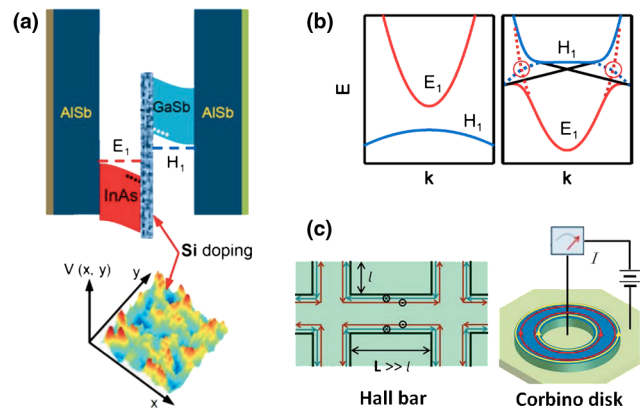 (a)
AlSb
GaSb
AlSb
E1
H1
InAs
Si doping
V (x, y)
y
x
(b)
E
E1
H1
k
H1
E1
k
(c)
l
L >> l
Hall bar
I
Corbino disk